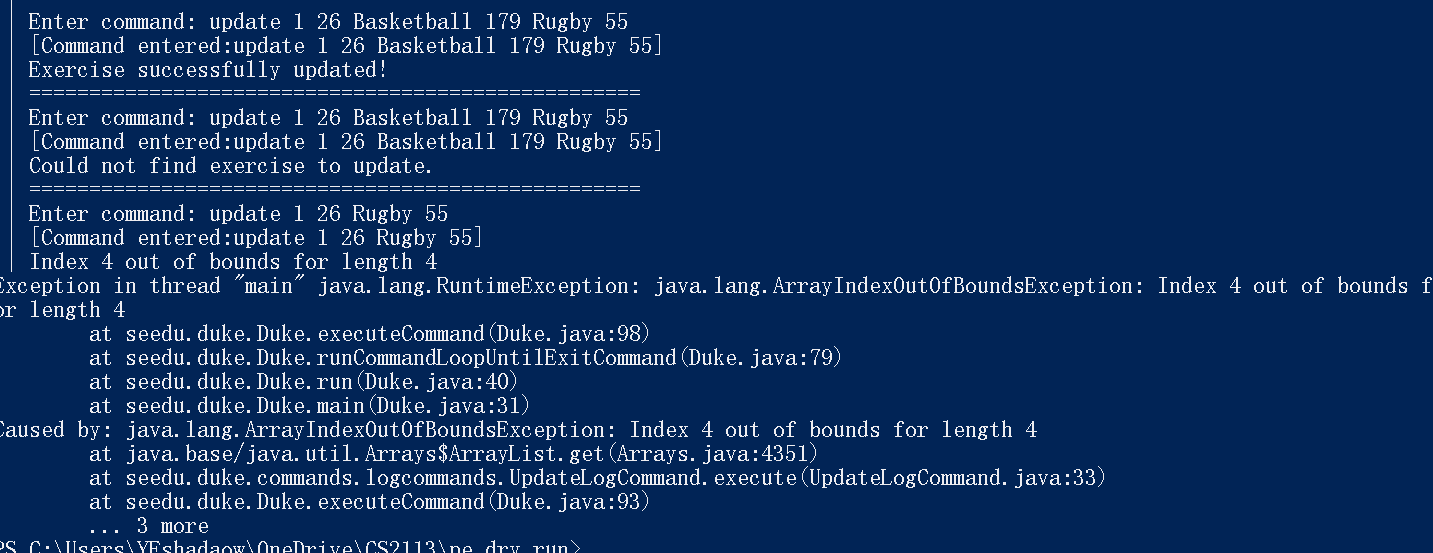 Enter command: update 1 26 Basketball 179 Rugby 55
[Command entered:update 1 26 Basketball 179 Rugby 55]
Exercise successfully updated!
===================================================
Enter command: update 1 26 Basketball 179 Rugby 55
[Command entered:update 1 26 Basketball 179 Rugby 55]
Could not find exercise to update.
===================================================
Enter command: update 1 26 Rugby 55
[Command entered:update 1 26 Rugby 55]
Index 4 out of bounds for length 4
Exception in thread "main" java.lang.RuntimeException: java.lang.ArrayIndexOutOfBoundsException: Index 4 out of bounds f
or length 4
at seedu.duke.Duke.executeCommand(Duke.java:98)
at seedu.duke.Duke.runCommandLoopUntilExitCommand(Duke.java:79)
at seedu.duke.Duke.run(Duke.java:40)
at seedu.duke.Duke.main(Duke.java:31)
Caused by: java.lang.ArrayIndexOutOfBoundsException: Index 4 out of bounds for length 4
at java.base/java.util.Arrays$ArrayList.get(Arrays.java:4351)
at seedu.duke.commands.logcommands.UpdateLogCommand.execute(UpdateLogCommand.java:33)
at seedu.duke.Duke.executeCommand(Duke.java:93)
... 3 more
PS C:\Users\YEshadaow\OneDrive\CS2113\pe dry run>